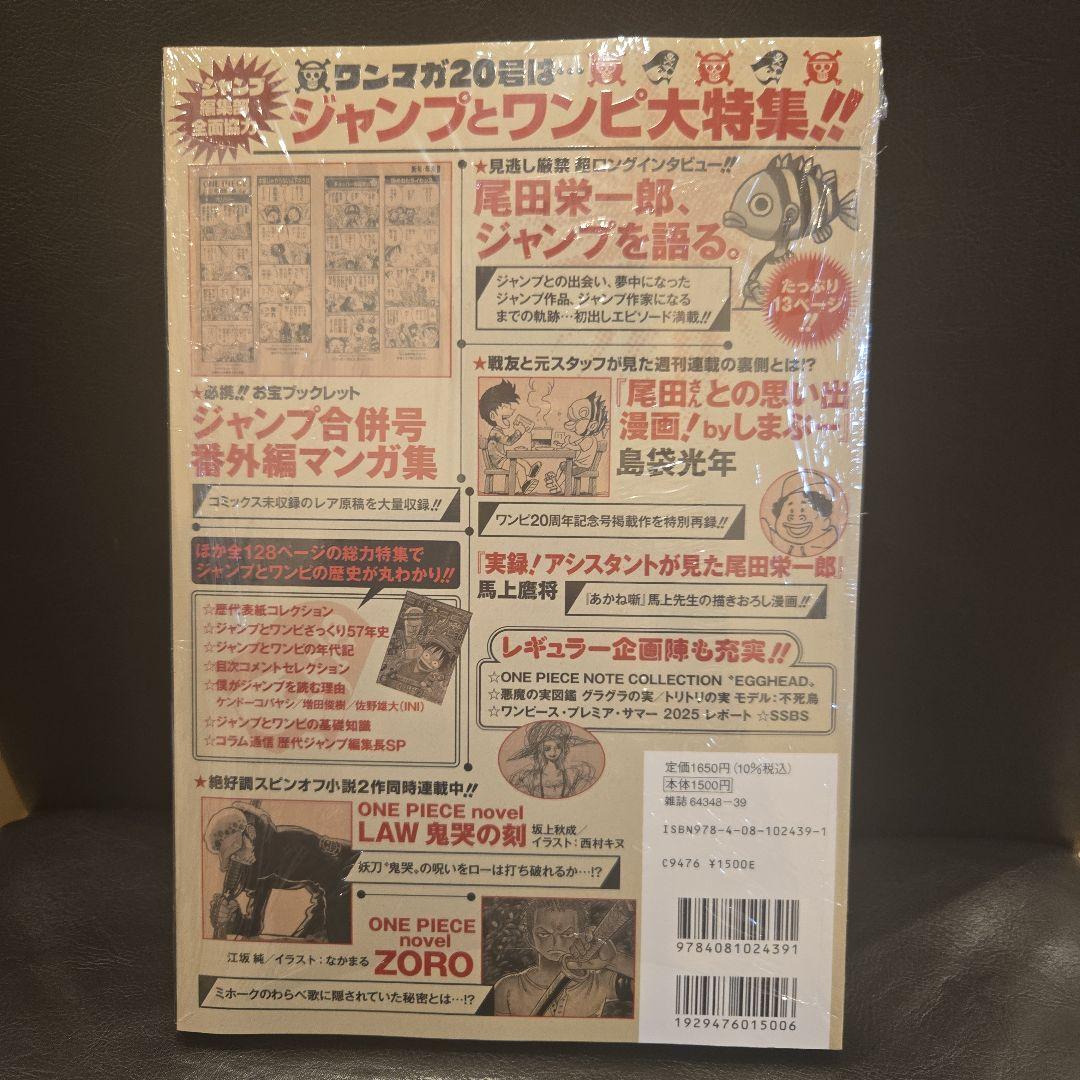 ジャンプ
編集部
全面協力
ワンマガ20号は…
ジャンプとワンピ大特集!!
ONE PIECE
★見逃し厳禁 超ロングインタビュー!!
尾田栄一郎、
ジャンプを語る。
ジャンプとの出会い、夢中になった
ジャンプ作品、ジャンプ作家になる
までの軌跡…初出しエピソード満載!!
たっぷり
13ページ
!!
★必携!! お宝ブックレット
ジャンプ合併号
番外編マンガ集
コミックス未収録のレア原稿を大量収録!!
★戦友と元スタッフが見た週刊連載の裏側とは!?
『尾田さんとの思い出
漫画!byしまぶー』
島袋光年
ワンピ20周年記念号掲載作を特別再録!!
『実録!アシスタントが見た尾田栄一郎』
馬上鷹将
『あかね噺』馬上先生の描きおろし漫画!!
ほか全128ページの総力特集で
ジャンプとワンピの歴史が丸わかり!!
☆歴代表紙コレクション
☆ジャンプとワンピざっくり57年史
☆ジャンプとワンピの年代記
☆目次コメントセレクション
☆僕がジャンプを読む理由
ケンドーコバヤシ/増田俊樹/佐野雄大(INI)
☆ジャンプとワンピの基礎知識
☆コラム通信 歴代ジャンプ編集長SP
レギュラー企画陣も充実!!
☆ONE PIECE NOTE COLLECTION〝EGGHEAD〟
☆悪魔の実図鑑 グラグラの実/トリトリの実 モデル:不死鳥
☆ワンピース・プレミア・サマー 2025 レポート ☆SSBS
★絶好調スピンオフ小説2作同時連載中!!
ONE PIECE novel
LAW 鬼哭の刻
坂上秋成/
イラスト:西村キヌ
妖刀〝鬼哭〟の呪いをローは打ち破れるか…!?
ONE PIECE
novel
ZORO
江坂 純/イラスト:なかまる
ミホークのわらべ歌に隠されていた秘密とは…!?
定価1650円(10%税込)
本体1500円
雑誌 64348-39
ISBN978-4-08-102439-1
C9476 ¥1500E
9784081024391
1929476015006